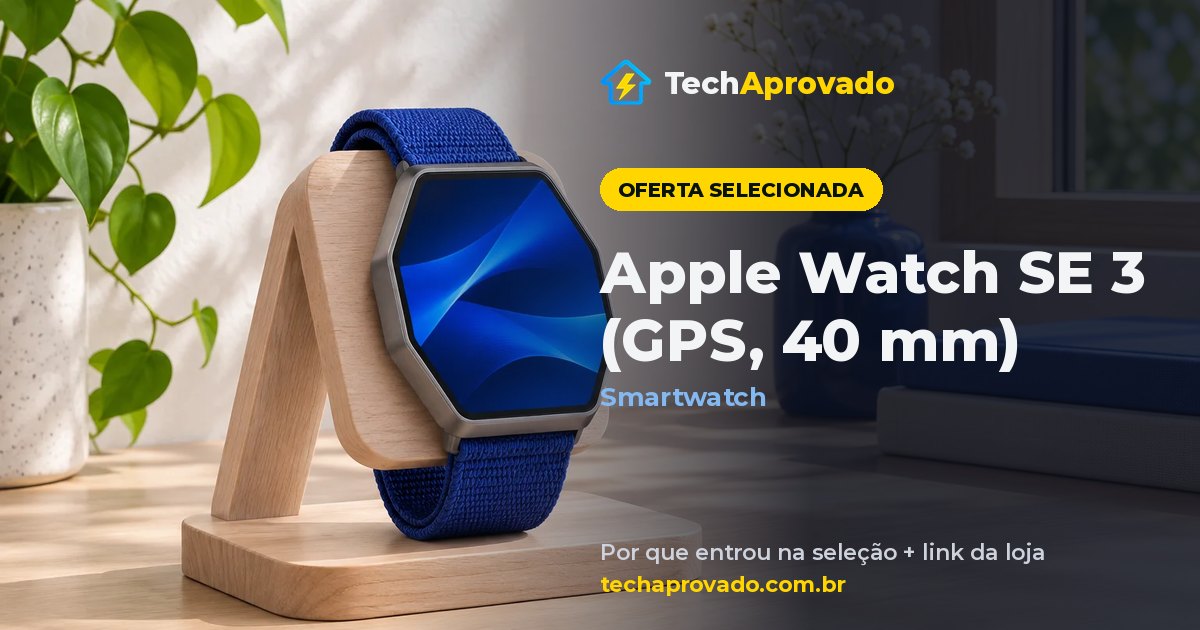 TechAprovado
OFERTA SELECIONADA
Apple Watch SE 3
(GPS, 40 mm)
Smartwatch
Por que entrou na seleção + link da loja
techaprovado.com.br